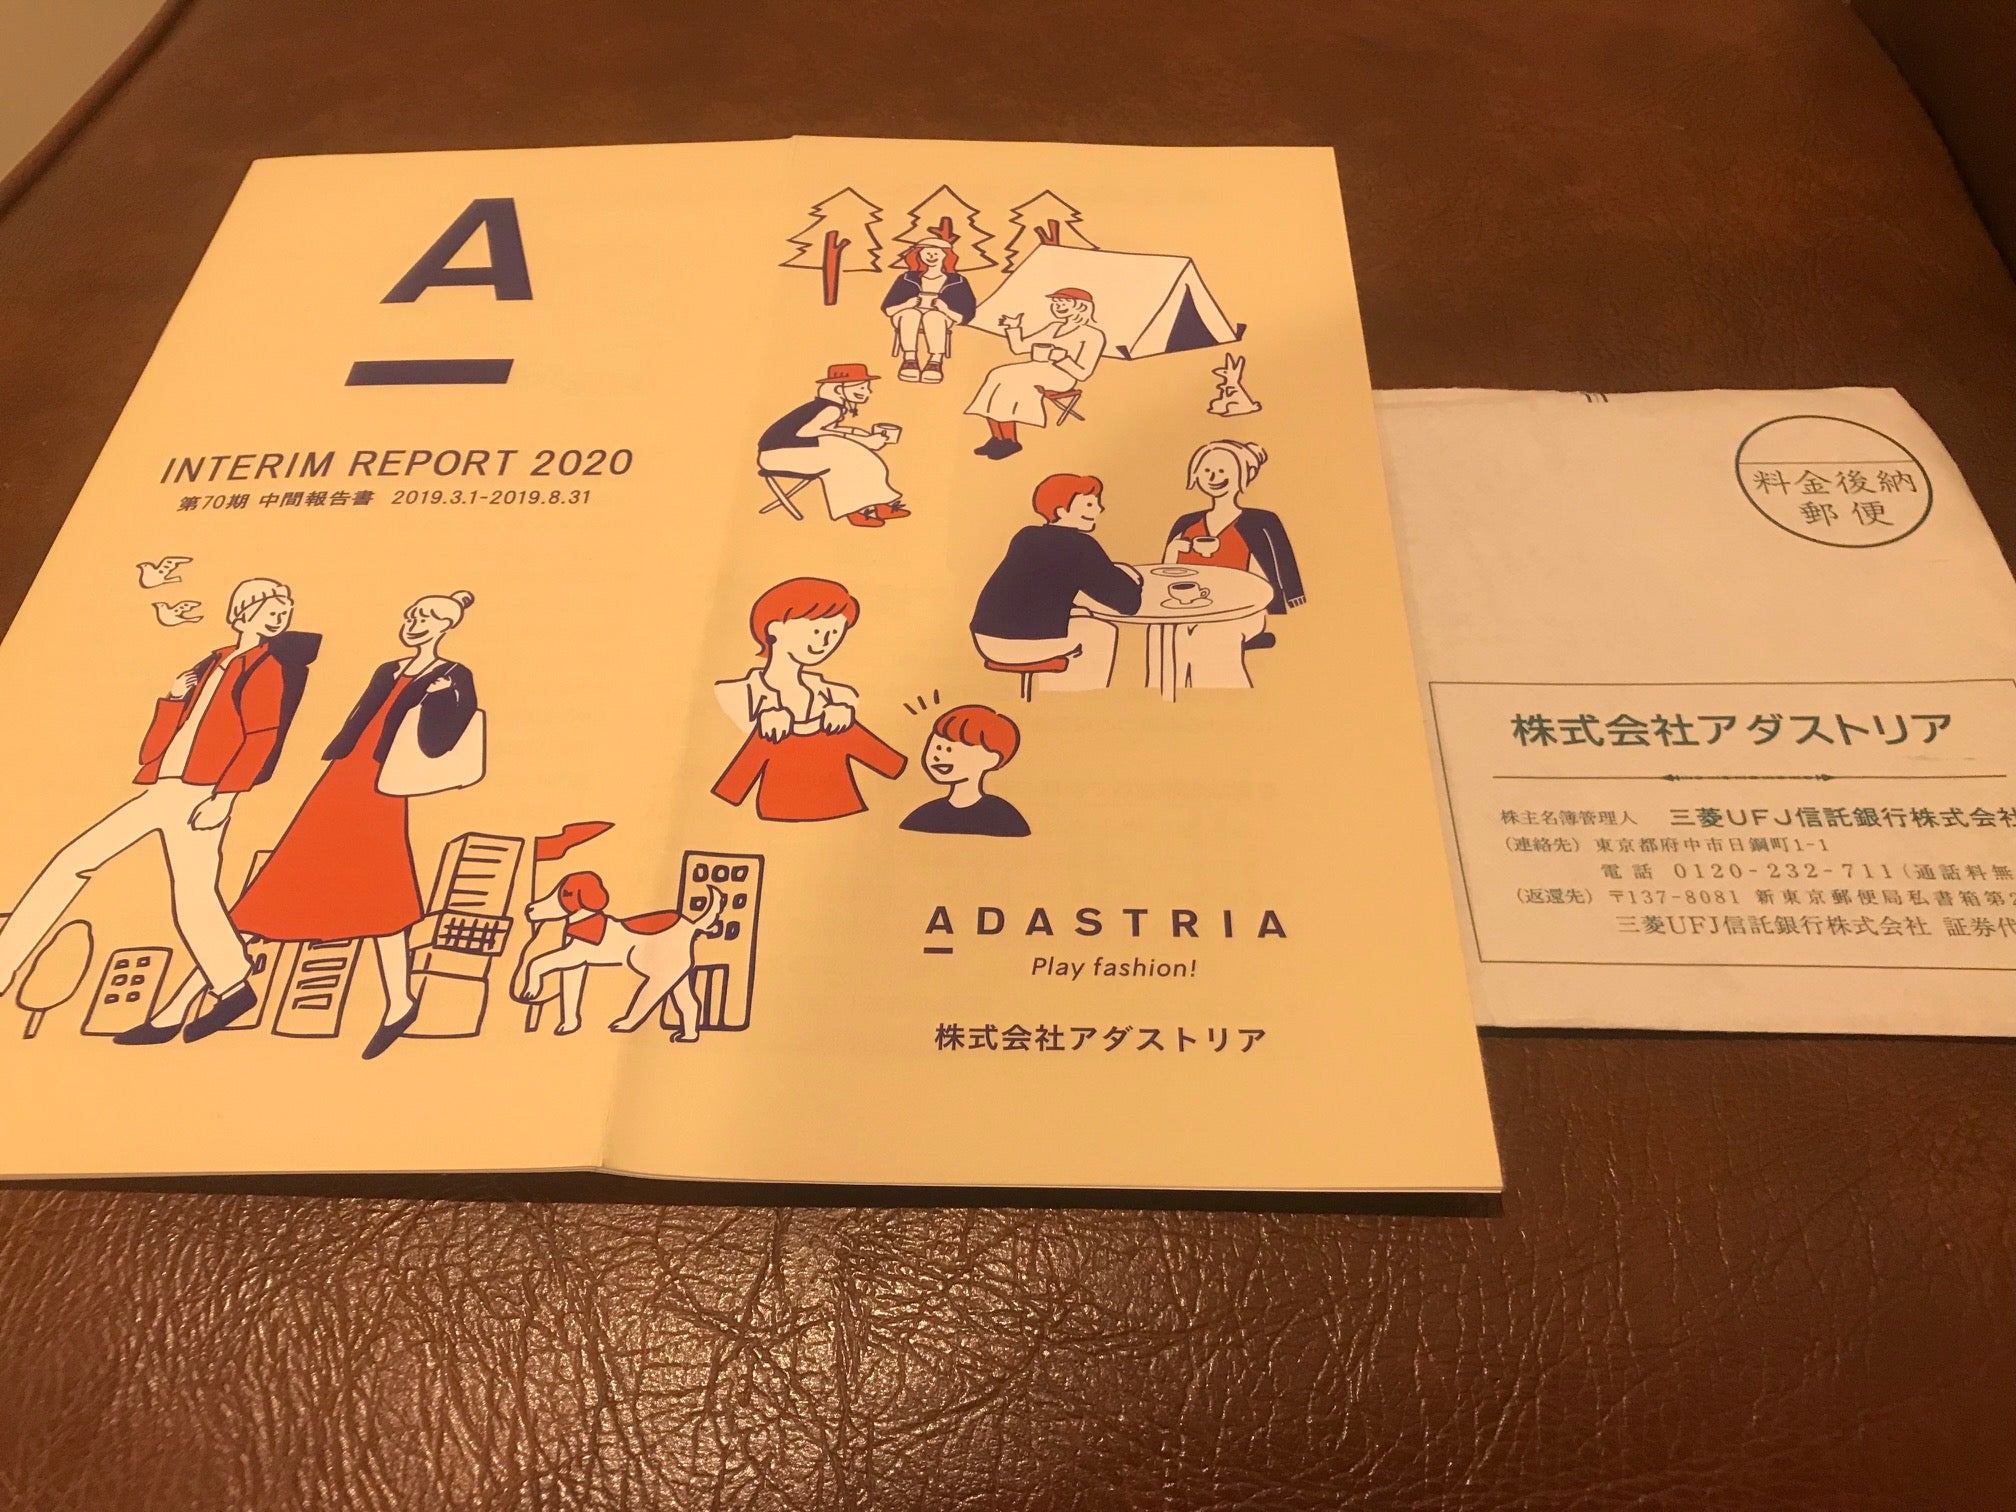 A
INTERIM REPORT 2020
第70期 中間報告書 2019.3.1-2019.8.31
ADASTRIA
Play fashion!
株式会社アダストリア
料金後納
郵便
株式会社アダストリア
株主名簿管理人 三菱UFJ信託銀行株式会社
(連絡先) 東京都府中市日鋼町1-1
電話 0120-232-711(通話料無
(返還先) 〒137-8081 新東京郵便局私書箱第2
三菱UFJ信託銀行株式会社 証券代